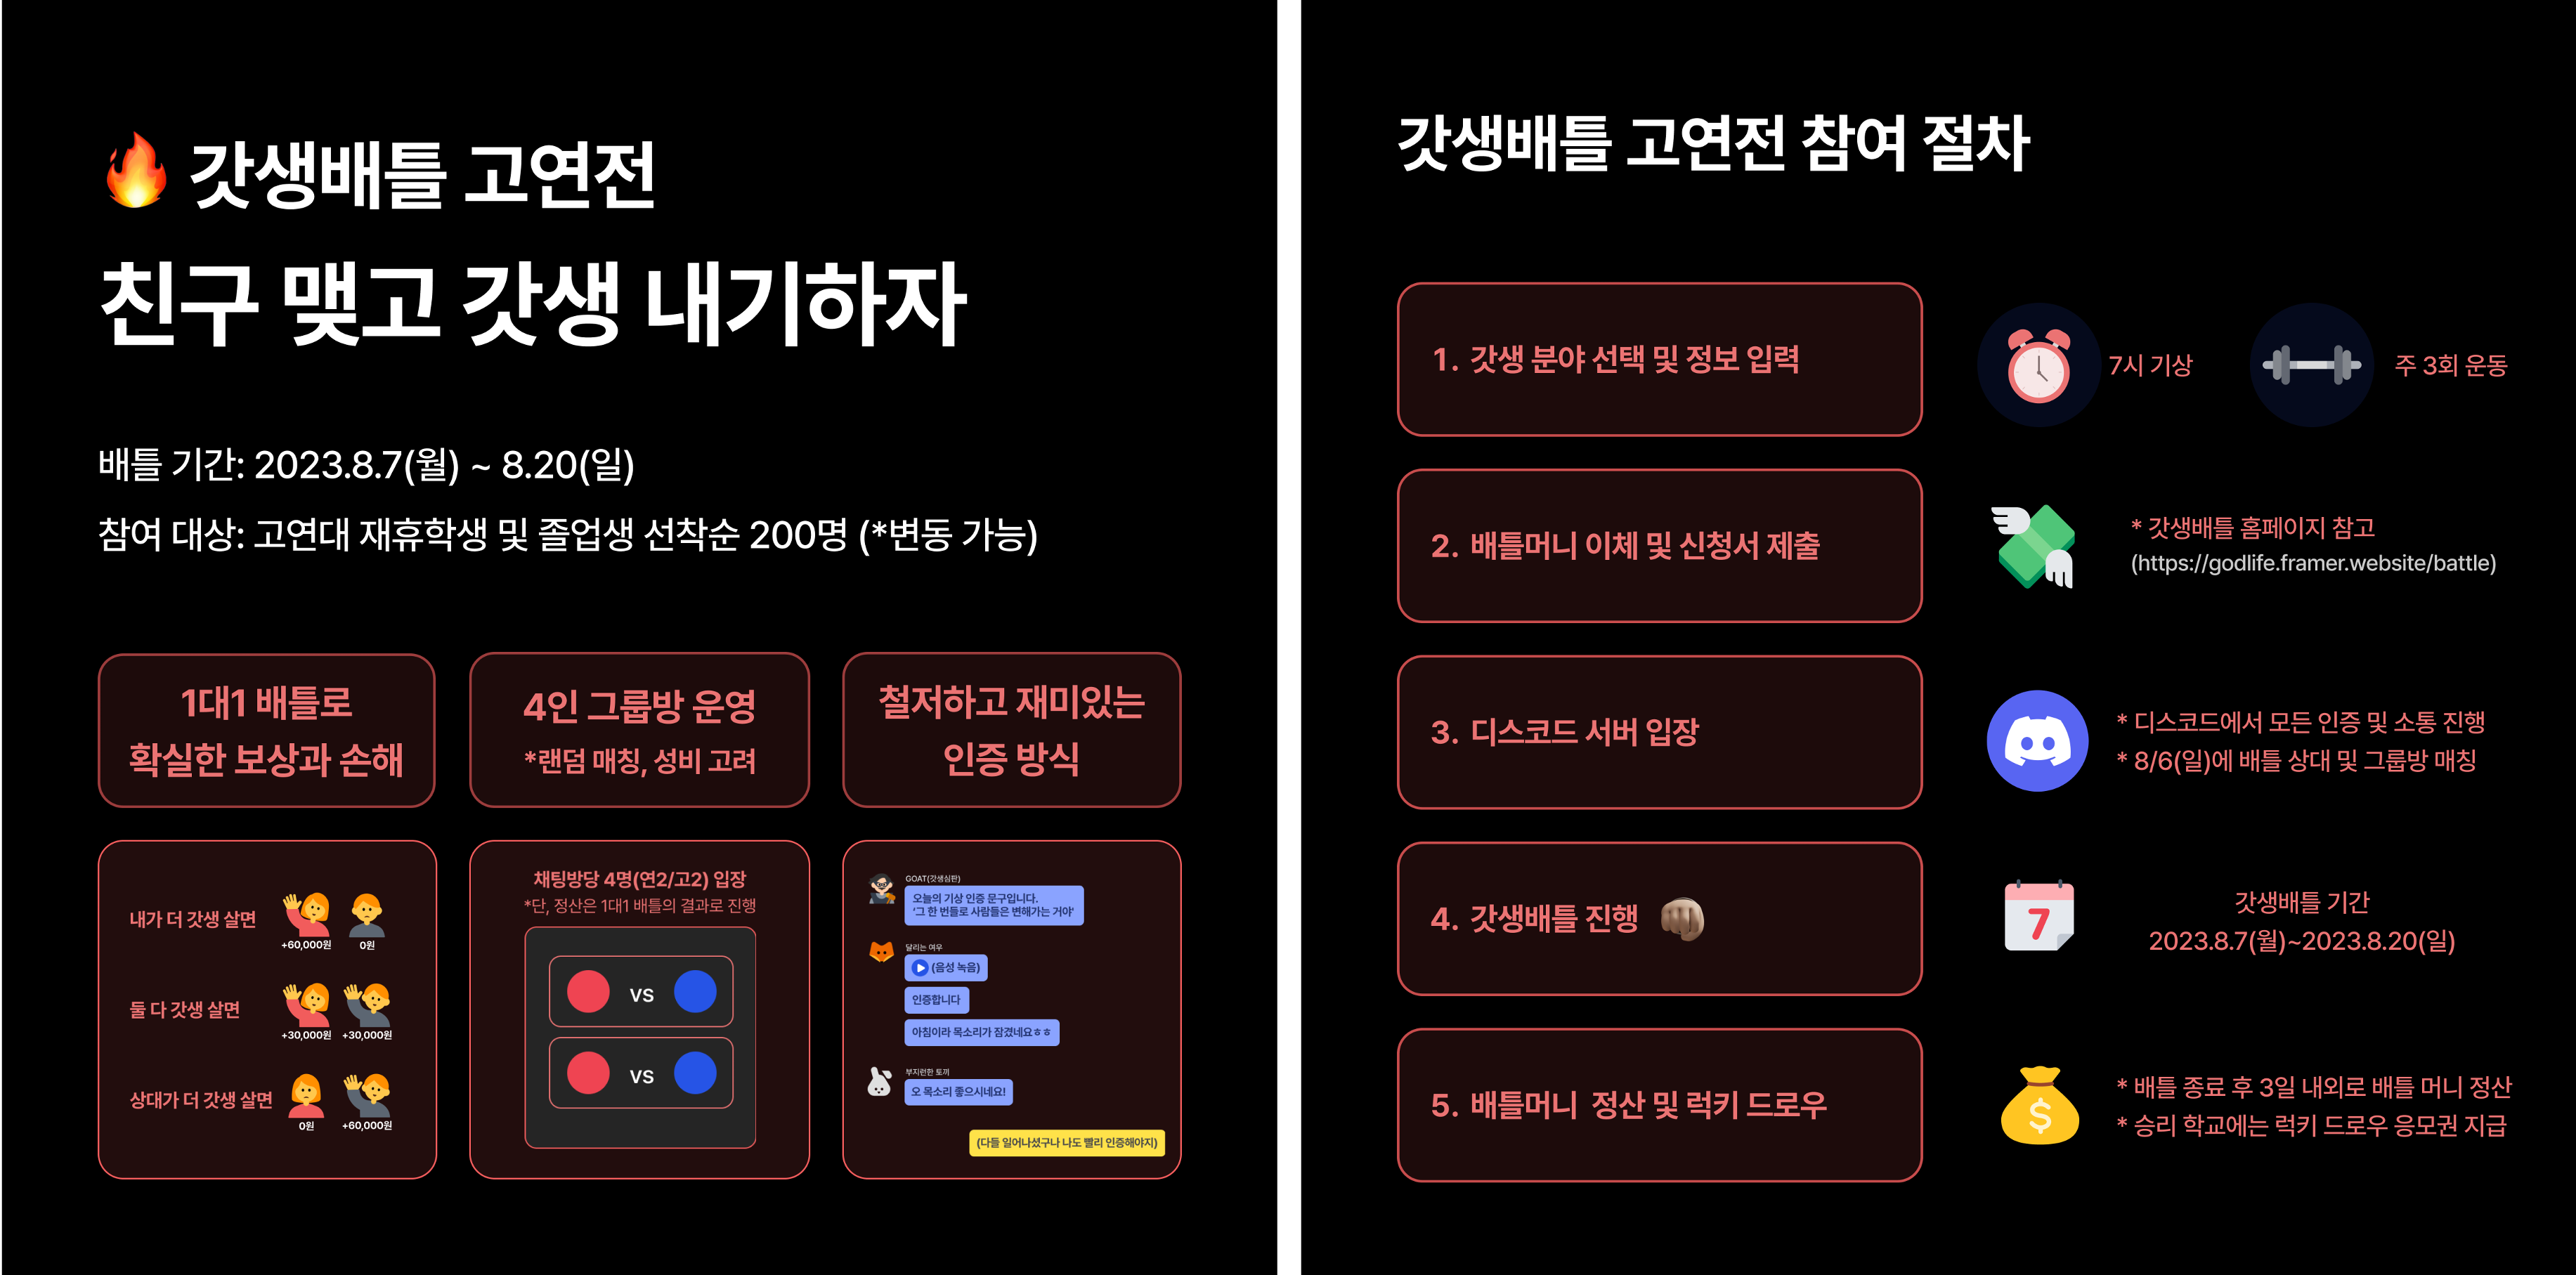 갓생배틀 고연전
친구 맺고 갓생 내기하자
배틀 기간: 2023.8.7(월) ~ 8.20(일)
참여 대상: 고연대 재휴학생 및 졸업생 선착순 200명 (*변동 가능)
1대1 배틀로
확실한 보상과 손해
내가 더 갓생 살면
+60,000원 0원
둘 다 갓생 살면
+30,000원 +30,000원
상대가 더 갓생 살면
0원 +60,000원
4인 그룹방 운영
*랜덤 매칭, 성비 고려
채팅방당 4명(연2/고2) 입장
*단, 정산은 1대1 배틀의 결과로 진행
VS
VS
철저하고 재미있는
인증 방식
GOAT(갓생심판)
오늘의 기상 인증 문구입니다.
'그 한 번들로 사람들은 변해가는 거야'
달리는 여우
(음성 녹음)
인증합니다
아침이라 목소리가 잠겼네요ㅎㅎ
부지런한 토끼
오 목소리 좋으시네요!
(다들 일어나셨구나 나도 빨리 인증해야지)
갓생배틀 고연전 참여 절차
1. 갓생 분야 선택 및 정보 입력
7시 기상
주 3회 운동
2. 배틀머니 이체 및 신청서 제출
* 갓생배틀 홈페이지 참고
(https://godlife.framer.website/battle)
3. 디스코드 서버 입장
* 디스코드에서 모든 인증 및 소통 진행
* 8/6(일)에 배틀 상대 및 그룹방 매칭
4. 갓생배틀 진행
7
갓생배틀 기간
2023.8.7(월)~2023.8.20(일)
5. 배틀머니 정산 및 럭키 드로우
$
* 배틀 종료 후 3일 내외로 배틀 머니 정산
* 승리 학교에는 럭키 드로우 응모권 지급